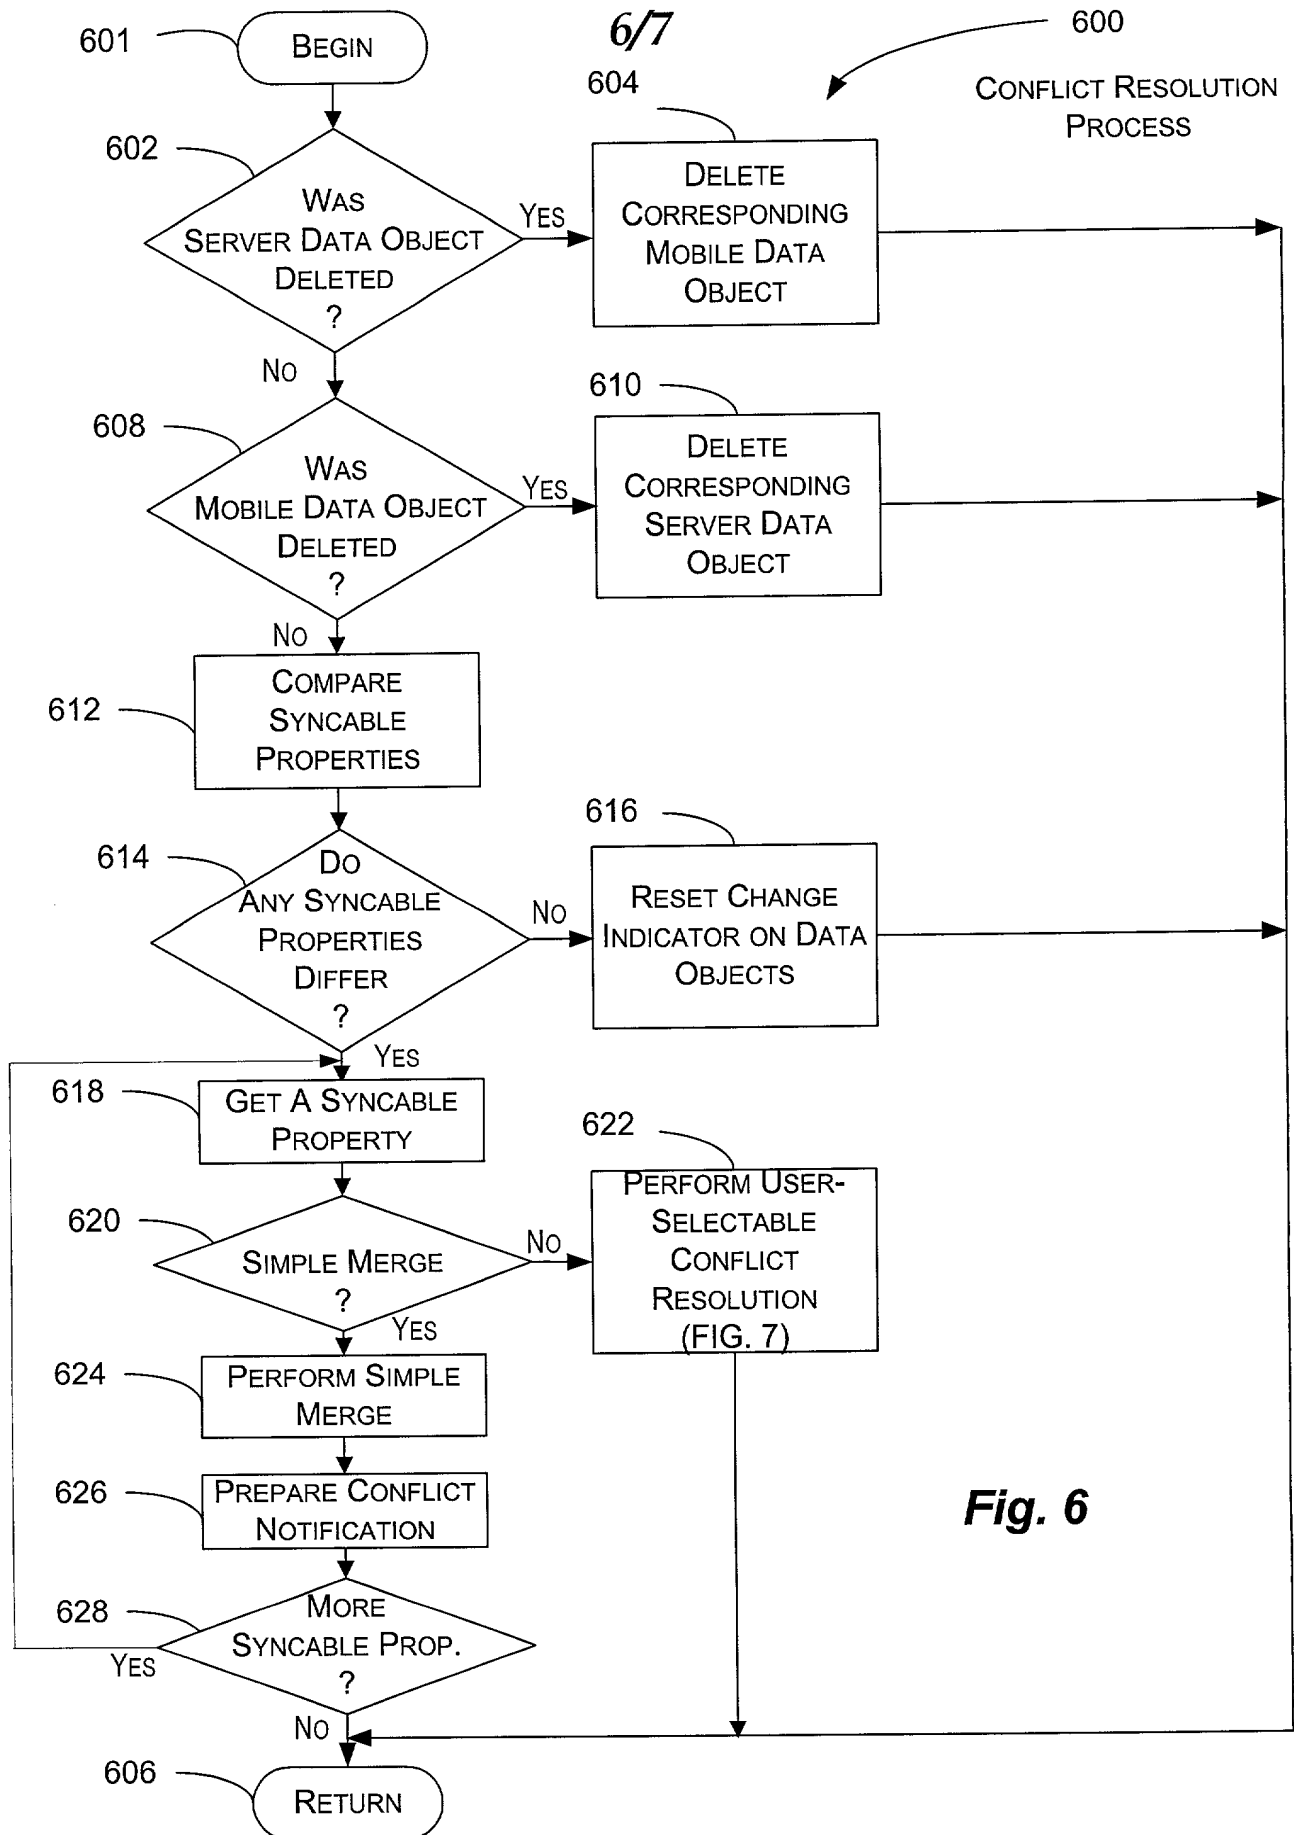 6/7
600
CONFLICT RESOLUTION
PROCESS
601
BEGIN
602
WAS
SERVER DATA OBJECT
DELETED
?
YES
NO
604
DELETE
CORRESPONDING
MOBILE DATA
OBJECT
608
WAS
MOBILE DATA OBJECT
DELETED
?
YES
NO
610
DELETE
CORRESPONDING
SERVER DATA
OBJECT
612
COMPARE
SYNCABLE
PROPERTIES
614
DO
ANY SYNCABLE
PROPERTIES
DIFFER
?
NO
YES
616
RESET CHANGE
INDICATOR ON DATA
OBJECTS
618
GET A SYNCABLE
PROPERTY
620
SIMPLE MERGE
?
NO
YES
622
PERFORM USER-
SELECTABLE
CONFLICT
RESOLUTION
(FIG. 7)
624
PERFORM SIMPLE
MERGE
626
PREPARE CONFLICT
NOTIFICATION
628
MORE
SYNCABLE PROP.
?
YES
NO
606
RETURN
Fig. 6